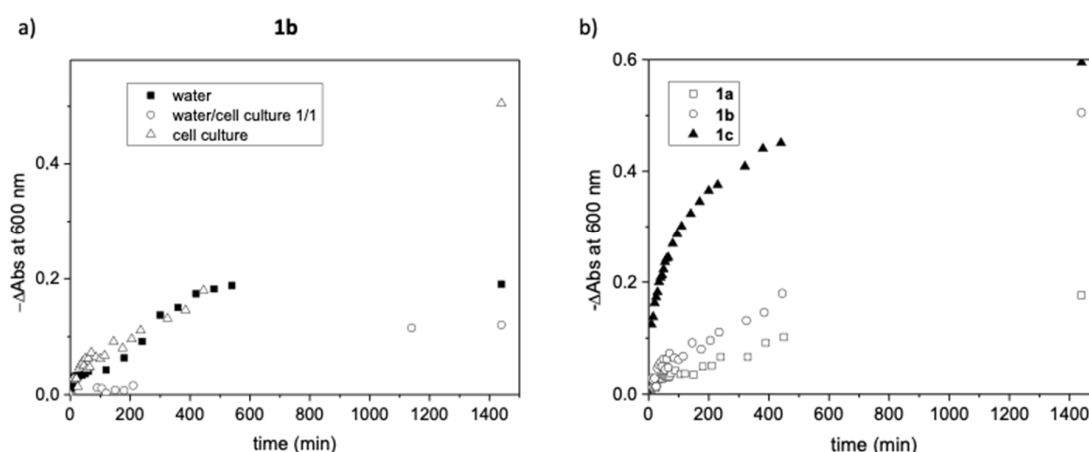 a)
1b
−ΔAbs at 600 nm
0,4
0.2
0.0
water
water/cell culture 1/1
cell culture
0 200 400 600 800 1000 1200 1400
time (min)
b)
-ΔAbs at 600 nm
0.6
0,4
0.2
0.0
1a
1b
1c
0 200 400 600 800 1000 1200 1400
time (min)